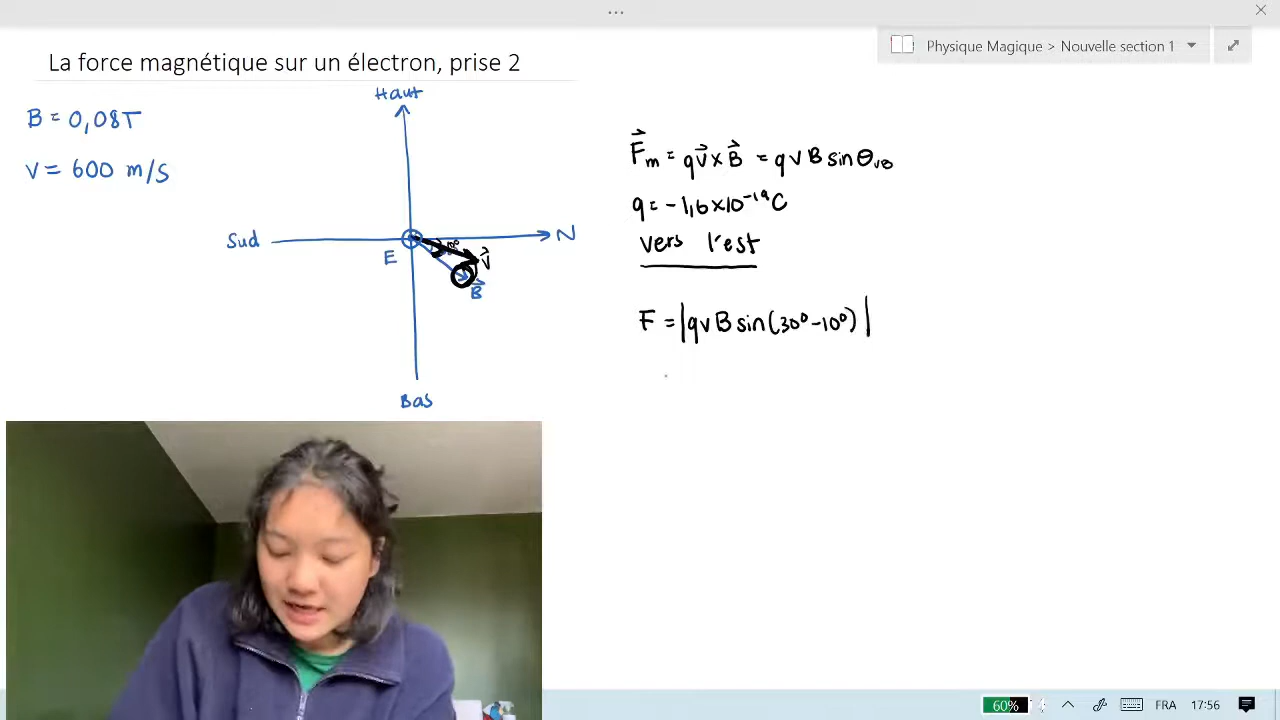 La force magnétique sur un électron, prise 2
Physique Magique > Nouvelle section 1
B = 0,08T
v = 600 m/s
Haut
Sud
N
E
v⃗
B⃗
Bas
F⃗m = qv⃗ × B⃗ = qvB sin θvB
q = -1,6×10⁻¹⁹C
vers l'est
F = |qvB sin(30°-10°)|
60%
FRA
17:56